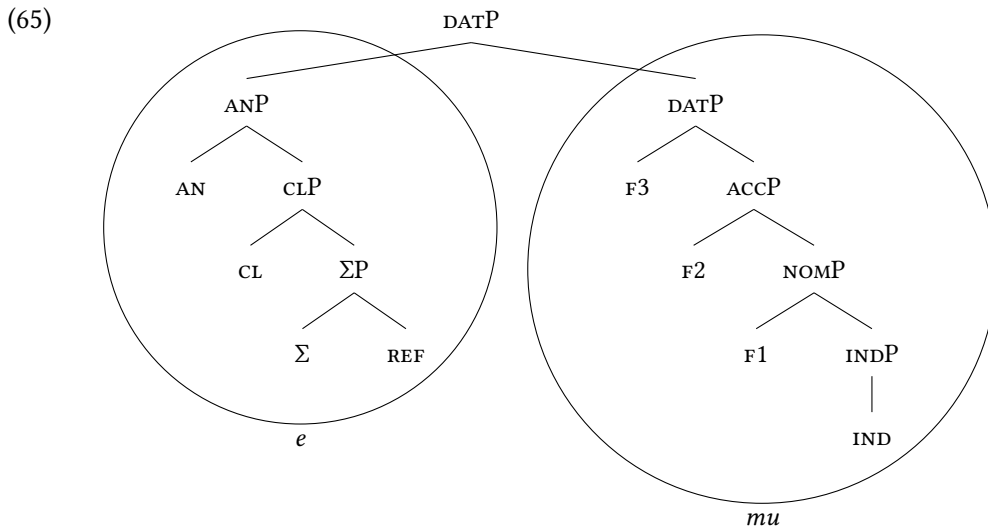 (65)
DATP
ANP DATP
AN CLP F3 ACCP
CL ΣP F2 NOMP
Σ REF F1 INDP
e IND
mu